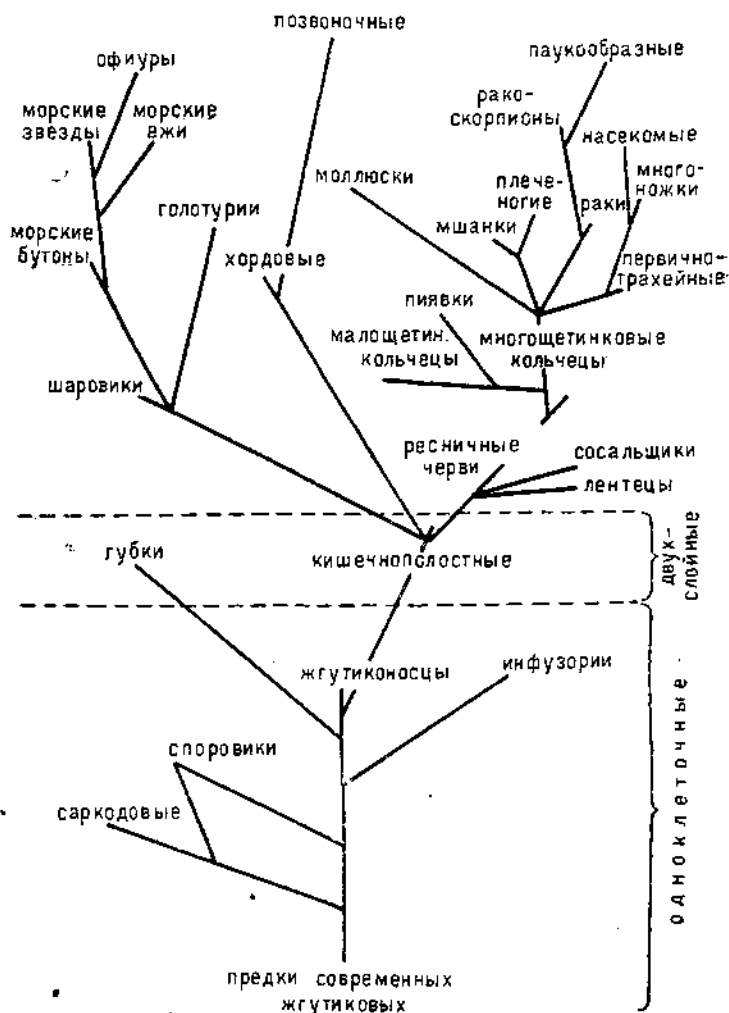 позвоночные
офиуры
паукообразные
морские
звёзды
морские
ежи
рако-
скорпионы
насекомые
моллюски
плече-
ногие
много-
ножки
голотурии
мшанки
раки
морские
бутоны
хордовые
первично-
трахейные
пиявки
малощетин.
кольчецы
многощетинковые
кольчецы
шаровики
ресничные
черви
сосальщики
лентецы
губки
кишечнополостные
двух-
слойные
жгутиконосцы
инфузории
споровики
саркодовые
одноклеточные
предки современных
жгутиковых